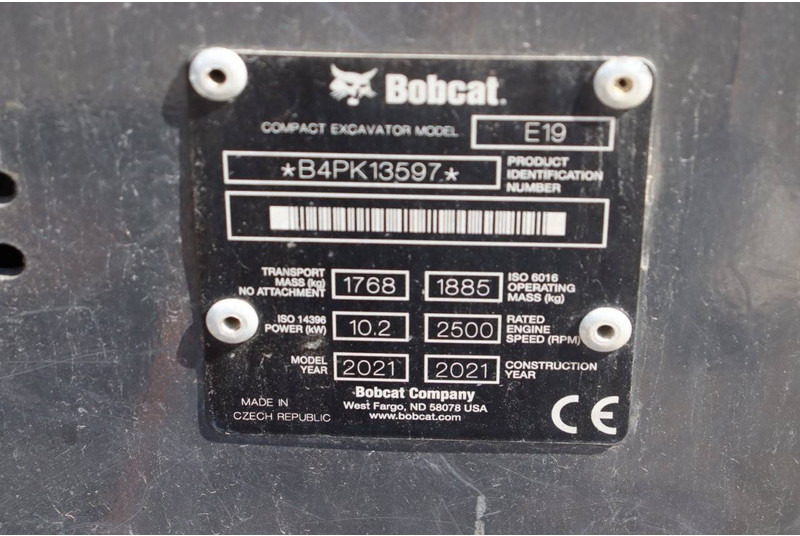 Bobcat.
COMPACT EXCAVATOR MODEL E19
*B4PK13597* PRODUCT IDENTIFICATION NUMBER
TRANSPORT MASS (kg) NO ATTACHMENT 1768 1885 ISO 6016 OPERATING MASS (kg)
ISO 14396 POWER (kW) 10.2 2500 RATED ENGINE SPEED (RPM)
MODEL YEAR 2021 2021 CONSTRUCTION YEAR
Bobcat Company
MADE IN West Fargo, ND 58078 USA
CZECH REPUBLIC www.bobcat.com
CE